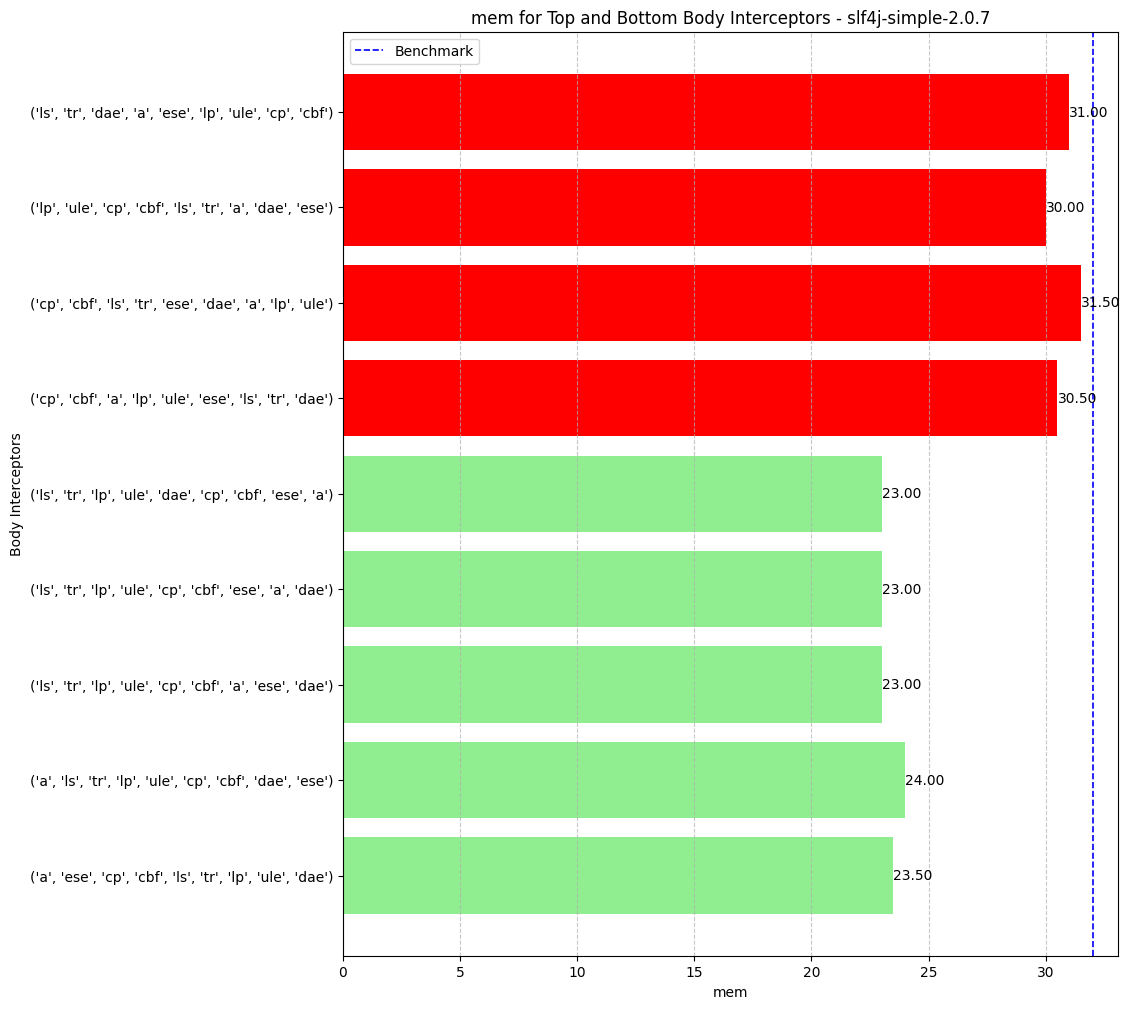 mem for Top and Bottom Body Interceptors - slf4j-simple-2.0.7
Benchmark
('ls', 'tr', 'dae', 'a', 'ese', 'lp', 'ule', 'cp', 'cbf')
31.00
('lp', 'ule', 'cp', 'cbf', 'ls', 'tr', 'a', 'dae', 'ese')
30.00
('cp', 'cbf', 'ls', 'tr', 'ese', 'dae', 'a', 'lp', 'ule')
31.50
('cp', 'cbf', 'a', 'lp', 'ule', 'ese', 'ls', 'tr', 'dae')
30.50
('ls', 'tr', 'lp', 'ule', 'dae', 'cp', 'cbf', 'ese', 'a')
23.00
('ls', 'tr', 'lp', 'ule', 'cp', 'cbf', 'ese', 'a', 'dae')
23.00
('ls', 'tr', 'lp', 'ule', 'cp', 'cbf', 'a', 'ese', 'dae')
23.00
('a', 'ls', 'tr', 'lp', 'ule', 'cp', 'cbf', 'dae', 'ese')
24.00
('a', 'ese', 'cp', 'cbf', 'ls', 'tr', 'lp', 'ule', 'dae')
23.50
Body Interceptors
0 5 10 15 20 25 30
mem